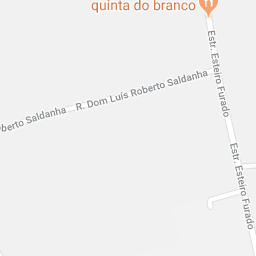 quinta do branco
Estr. Esteiro Furado
R. Dom Luís Roberto Saldanha
oberto Saldanha
Estr. Esteiro Furado